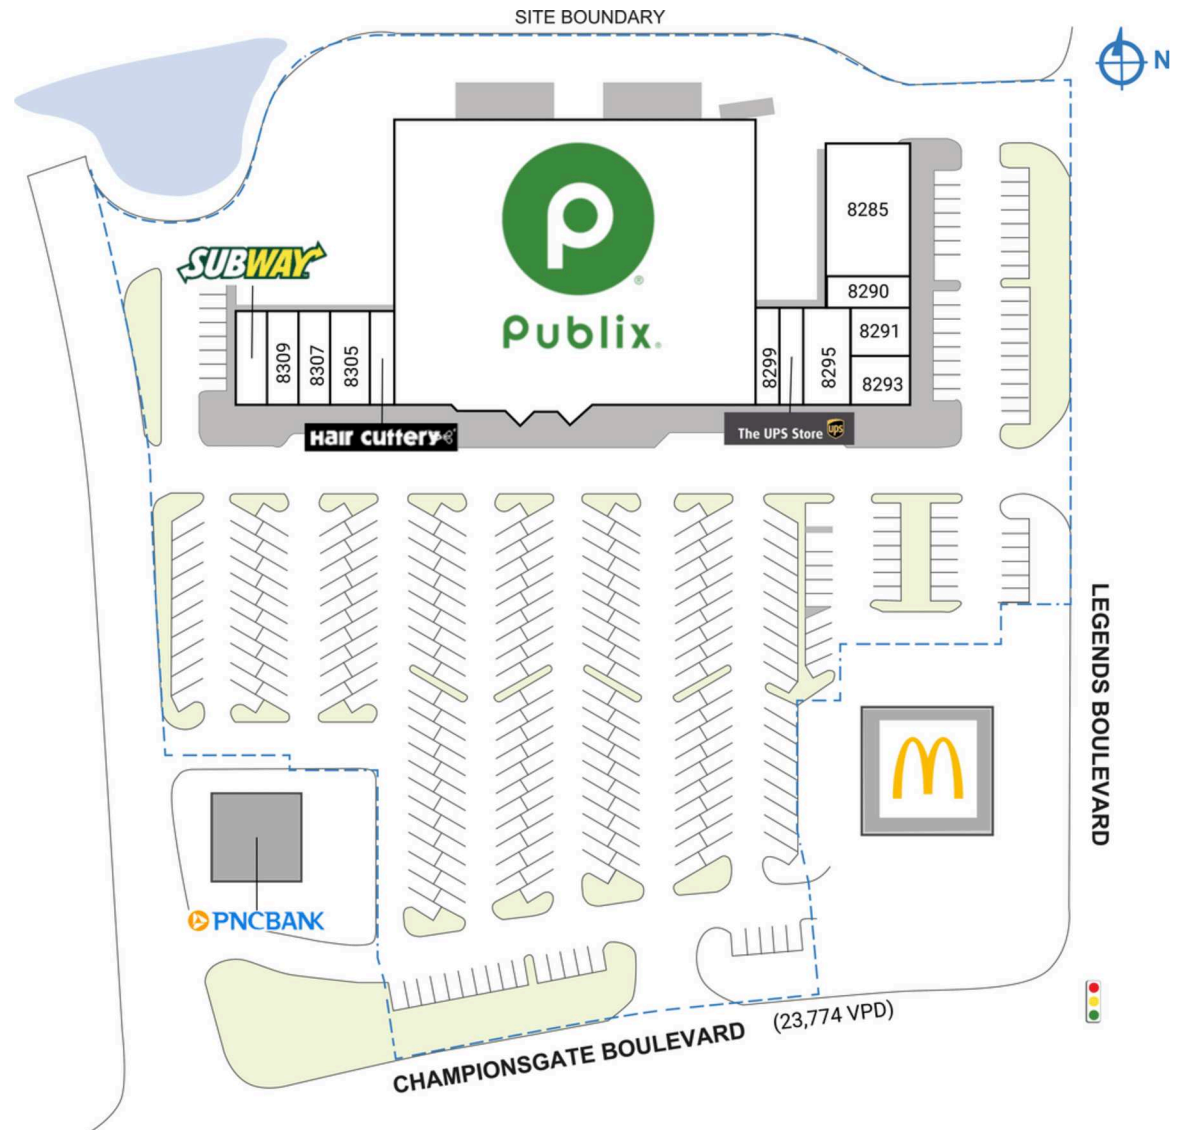 SITE BOUNDARY
N
8285
SUBWAY
8290
Publix®
8291
8309
8307
8305
8299
8295
8293
Hair Cuttery
The UPS Store ups
LEGENDS BOULEVARD
PNCBANK
(23,774 VPD)
CHAMPIONSGATE BOULEVARD